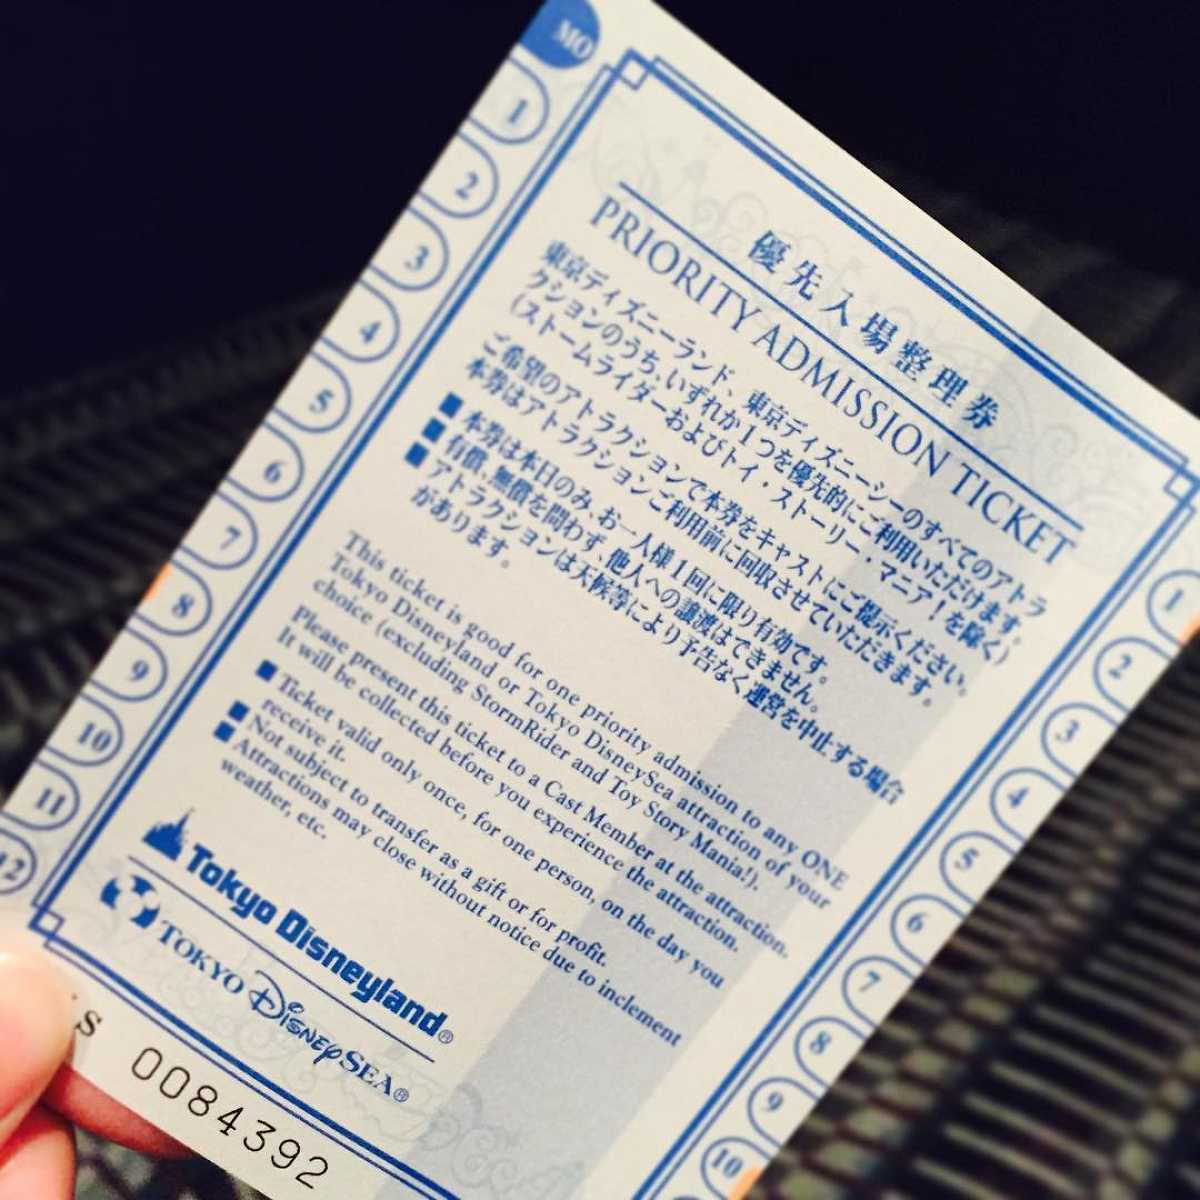 MO
1
2
3
4
5
6
7
8
9
10
11
12
優先入場整理券
PRIORITY ADMISSION TICKET
東京ディズニーランド、東京ディズニーシーのすべてのアトラ
クションのうち、いずれか1つを優先的にご利用いただけます。
(ストームライダーおよびトイ・ストーリー・マニア!を除く)
ご希望のアトラクションで本券をキャストにご提示ください。
本券はアトラクションご利用前に回収させていただきます。
■ 本券は本日のみ、お一人様1回に限り有効です。
■ 有償、無償を問わず、他人への譲渡はできません。
■ アトラクションは天候等により予告なく運営を中止する場合
があります。
This ticket is good for one priority admission to any ONE
Tokyo Disneyland or Tokyo DisneySea attraction of your
choice (excluding StormRider and Toy Story Mania!).
Please present this ticket to a Cast Member at the attraction.
It will be collected before you experience the attraction.
■ Ticket valid only once, for one person, on the day you
receive it.
■ Not subject to transfer as a gift or for profit.
■ Attractions may close without notice due to inclement
weather, etc.
Tokyo Disneyland®
TOKYO DISNEYSEA®
S 0084392
1
2
3
4
5
6
7
8
9
10